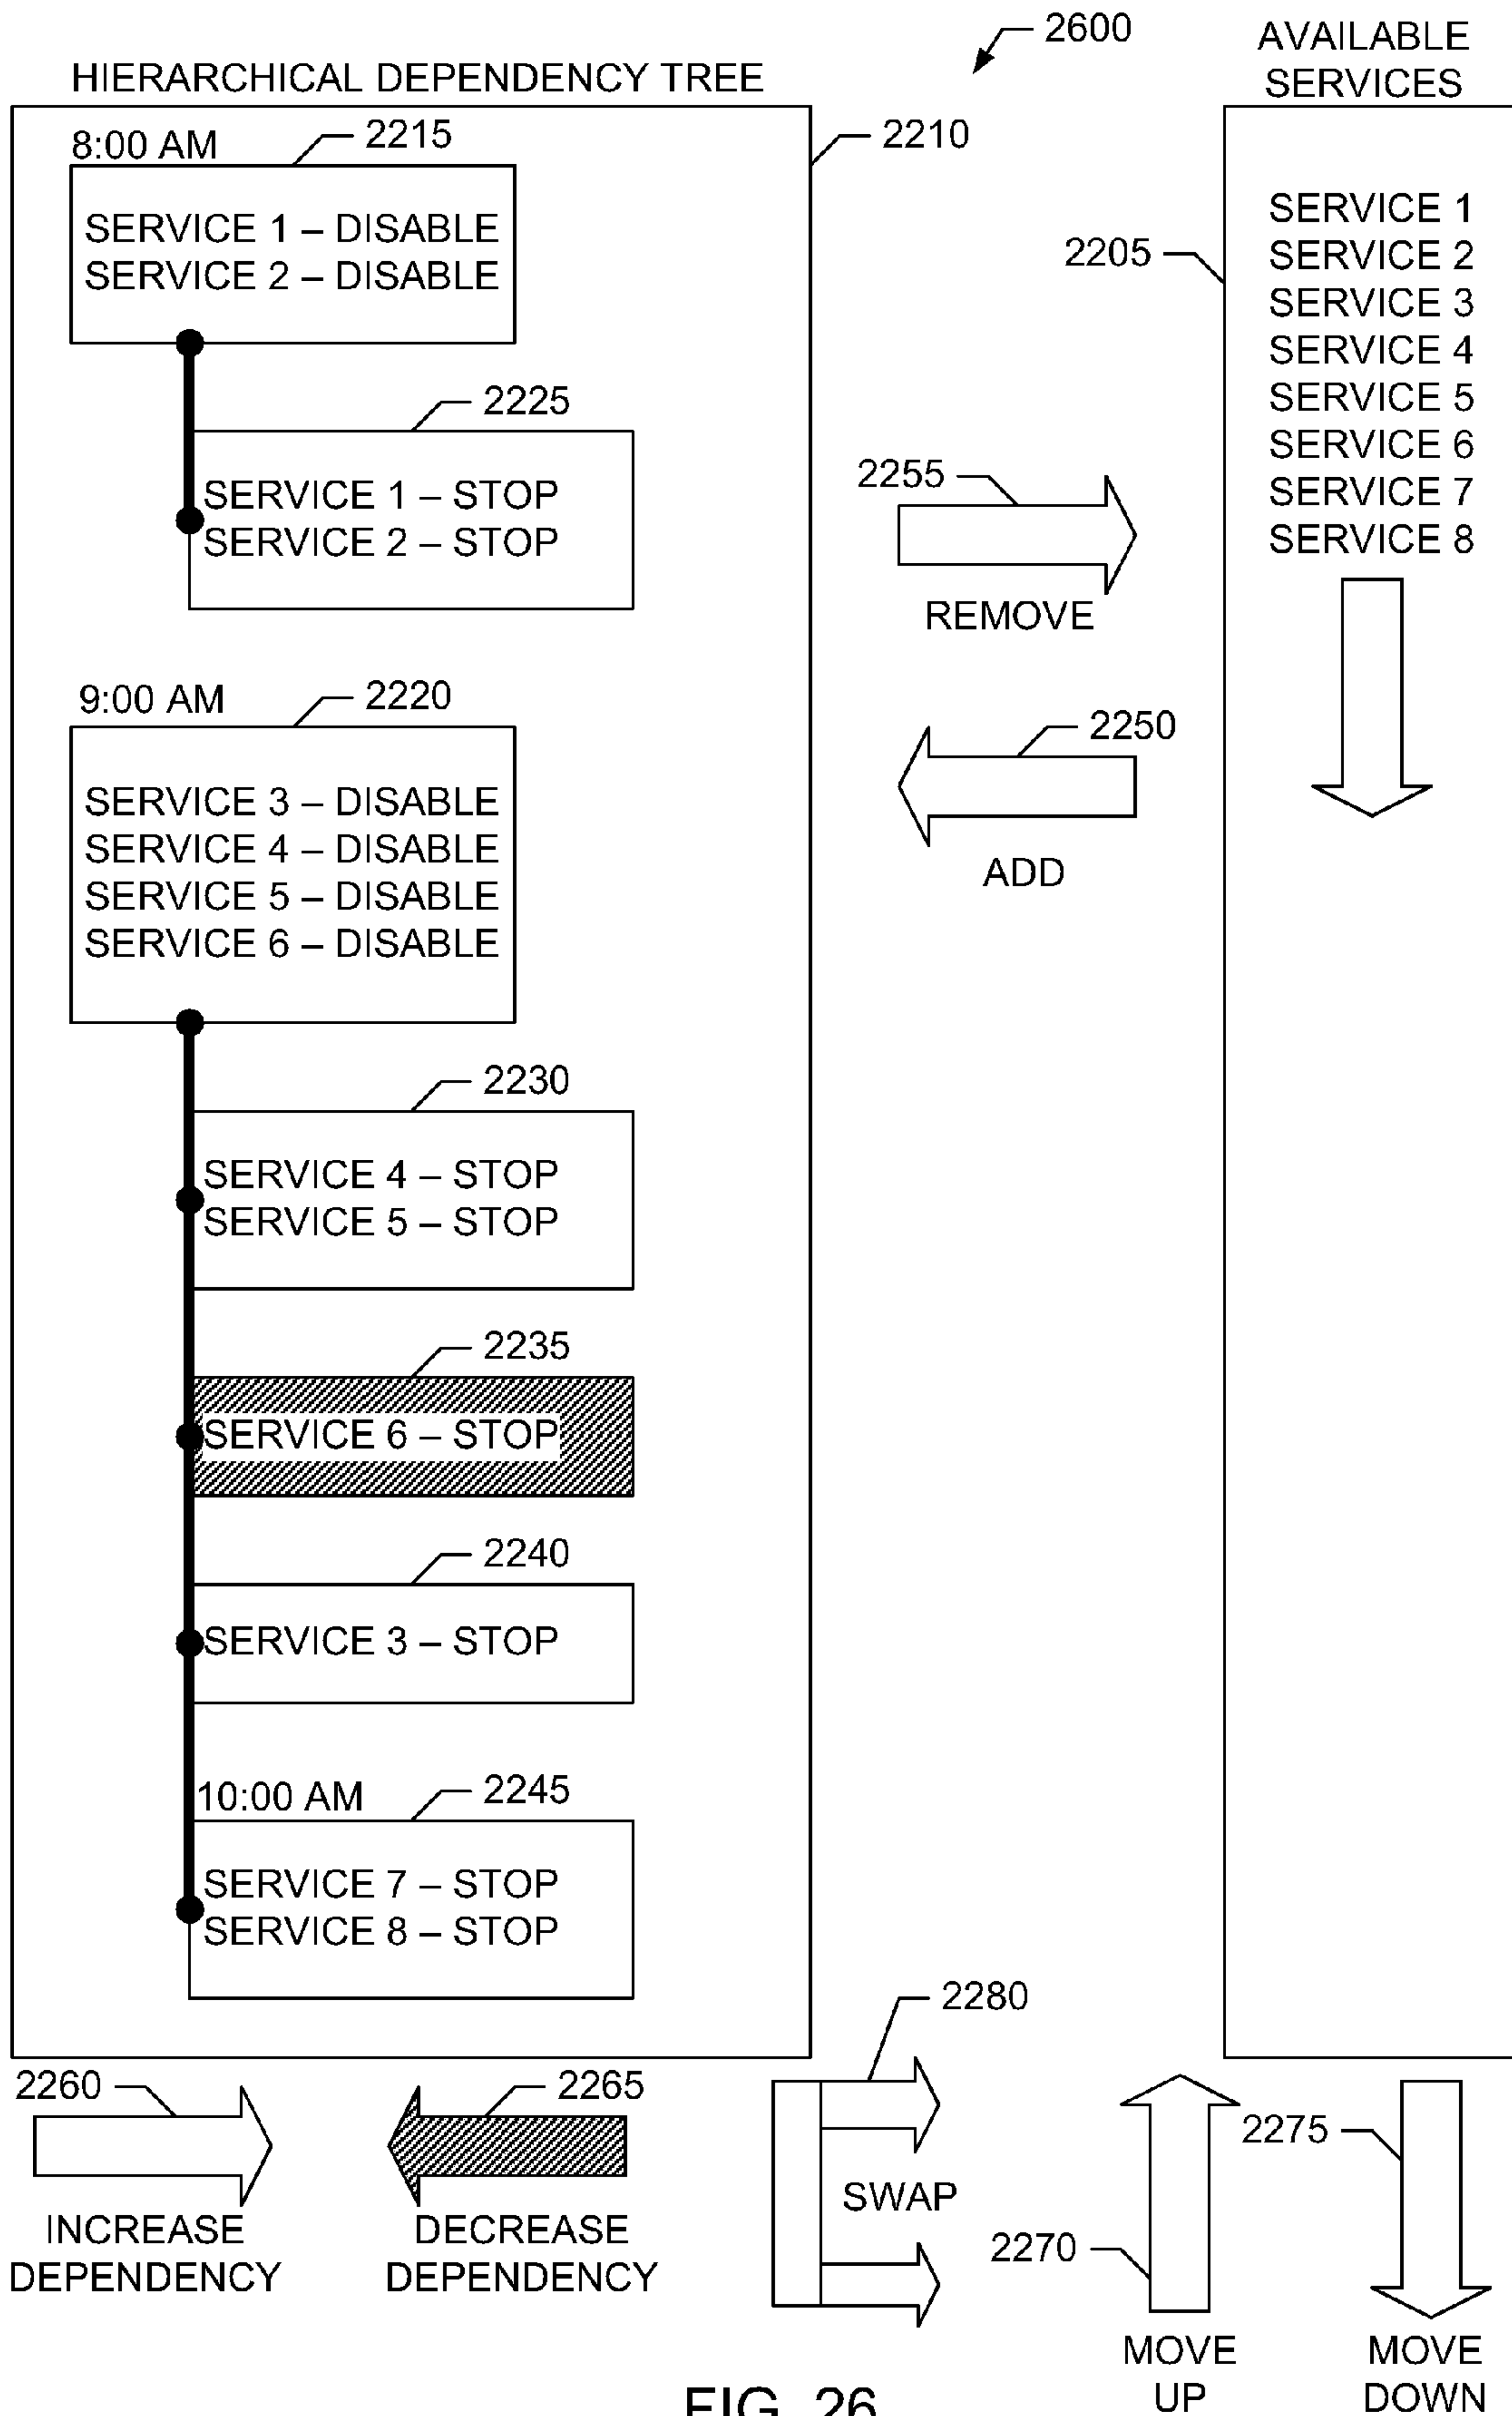 2600
AVAILABLE
SERVICES
HIERARCHICAL DEPENDENCY TREE
8:00 AM
2215
2210
SERVICE 1 – DISABLE
SERVICE 2 – DISABLE
2225
SERVICE 1 – STOP
SERVICE 2 – STOP
9:00 AM
2220
SERVICE 3 – DISABLE
SERVICE 4 – DISABLE
SERVICE 5 – DISABLE
SERVICE 6 – DISABLE
2230
SERVICE 4 – STOP
SERVICE 5 – STOP
2235
SERVICE 6 – STOP
2240
SERVICE 3 – STOP
10:00 AM
2245
SERVICE 7 – STOP
SERVICE 8 – STOP
2255
REMOVE
2250
ADD
2205
SERVICE 1
SERVICE 2
SERVICE 3
SERVICE 4
SERVICE 5
SERVICE 6
SERVICE 7
SERVICE 8
2260
INCREASE
DEPENDENCY
2265
DECREASE
DEPENDENCY
2280
SWAP
2270
MOVE
UP
2275
MOVE
DOWN
FIG. 26